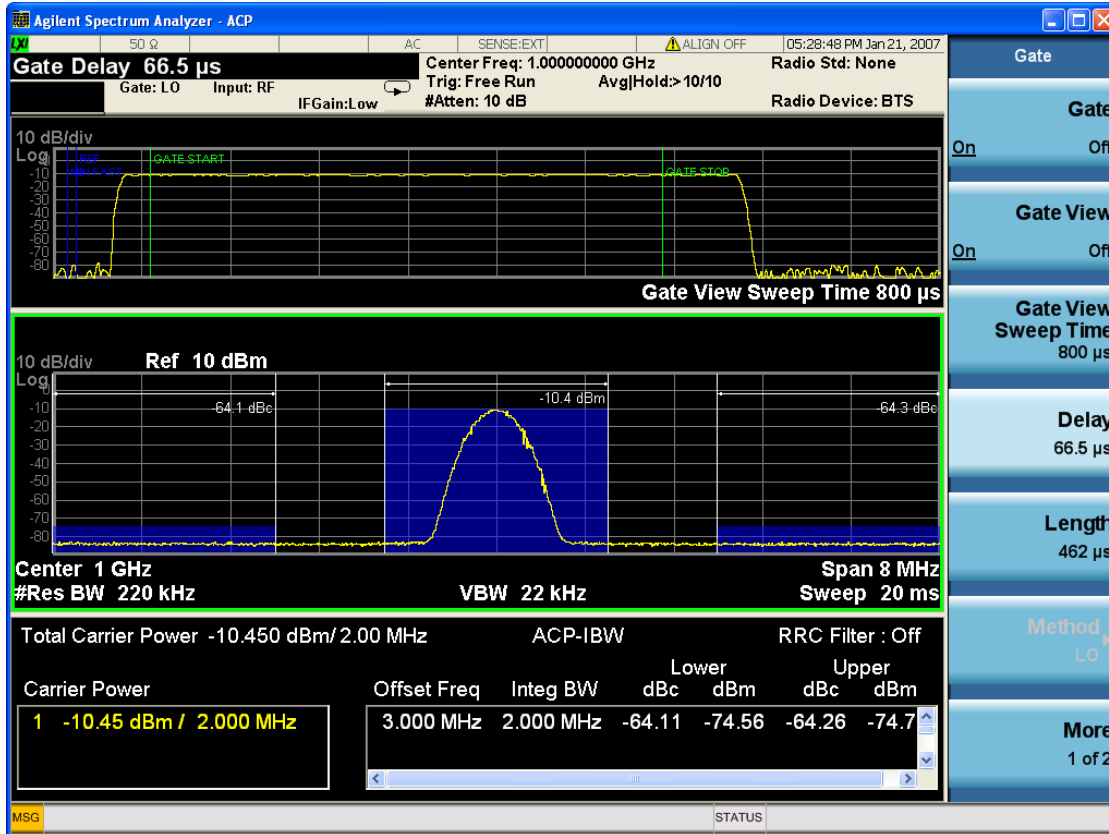 Agilent Spectrum Analyzer - ACP
LXI 50 Ω AC SENSE:EXT ALIGN OFF 05:28:48 PM Jan 21, 2007
Gate Delay 66.5 µs
Center Freq: 1.000000000 GHz
Radio Std: None
Gate: LO Input: RF
Trig: Free Run Avg|Hold:>10/10
IFGain:Low
#Atten: 10 dB
Radio Device: BTS
10 dB/div
Log
REF
GATE START
MIN FAST
GATE STOP
-10
-20
-30
-40
-50
-60
-70
-80
Gate View Sweep Time 800 µs
10 dB/div Ref 10 dBm
Log
0
-64.1 dBc
-10.4 dBm
-64.3 dBc
-10
-20
-30
-40
-50
-60
-70
-80
Center 1 GHz
Span 8 MHz
#Res BW 220 kHz
VBW 22 kHz
Sweep 20 ms
Total Carrier Power -10.450 dBm/ 2.00 MHz
ACP-IBW
RRC Filter : Off
Lower Upper
Carrier Power
Offset Freq Integ BW dBc dBm dBc dBm
1 -10.45 dBm / 2.000 MHz
3.000 MHz 2.000 MHz -64.11 -74.56 -64.26 -74.7
MSG
STATUS
Gate
Gate
On Off
Gate View
On Off
Gate View
Sweep Time
800 µs
Delay
66.5 µs
Length
462 µs
Method
LO
More
1 of 2